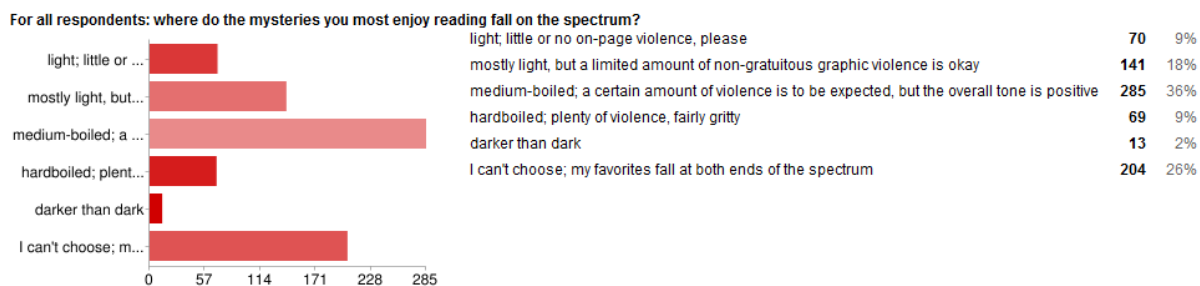 For all respondents: where do the mysteries you most enjoy reading fall on the spectrum?
light; little or ...
mostly light, but...
medium-boiled; a ...
hardboiled; plent...
darker than dark
I can't choose; m...
0 57 114 171 228 285
light; little or no on-page violence, please 70 9%
mostly light, but a limited amount of non-gratuitous graphic violence is okay 141 18%
medium-boiled; a certain amount of violence is to be expected, but the overall tone is positive 285 36%
hardboiled; plenty of violence, fairly gritty 69 9%
darker than dark 13 2%
I can't choose; my favorites fall at both ends of the spectrum 204 26%